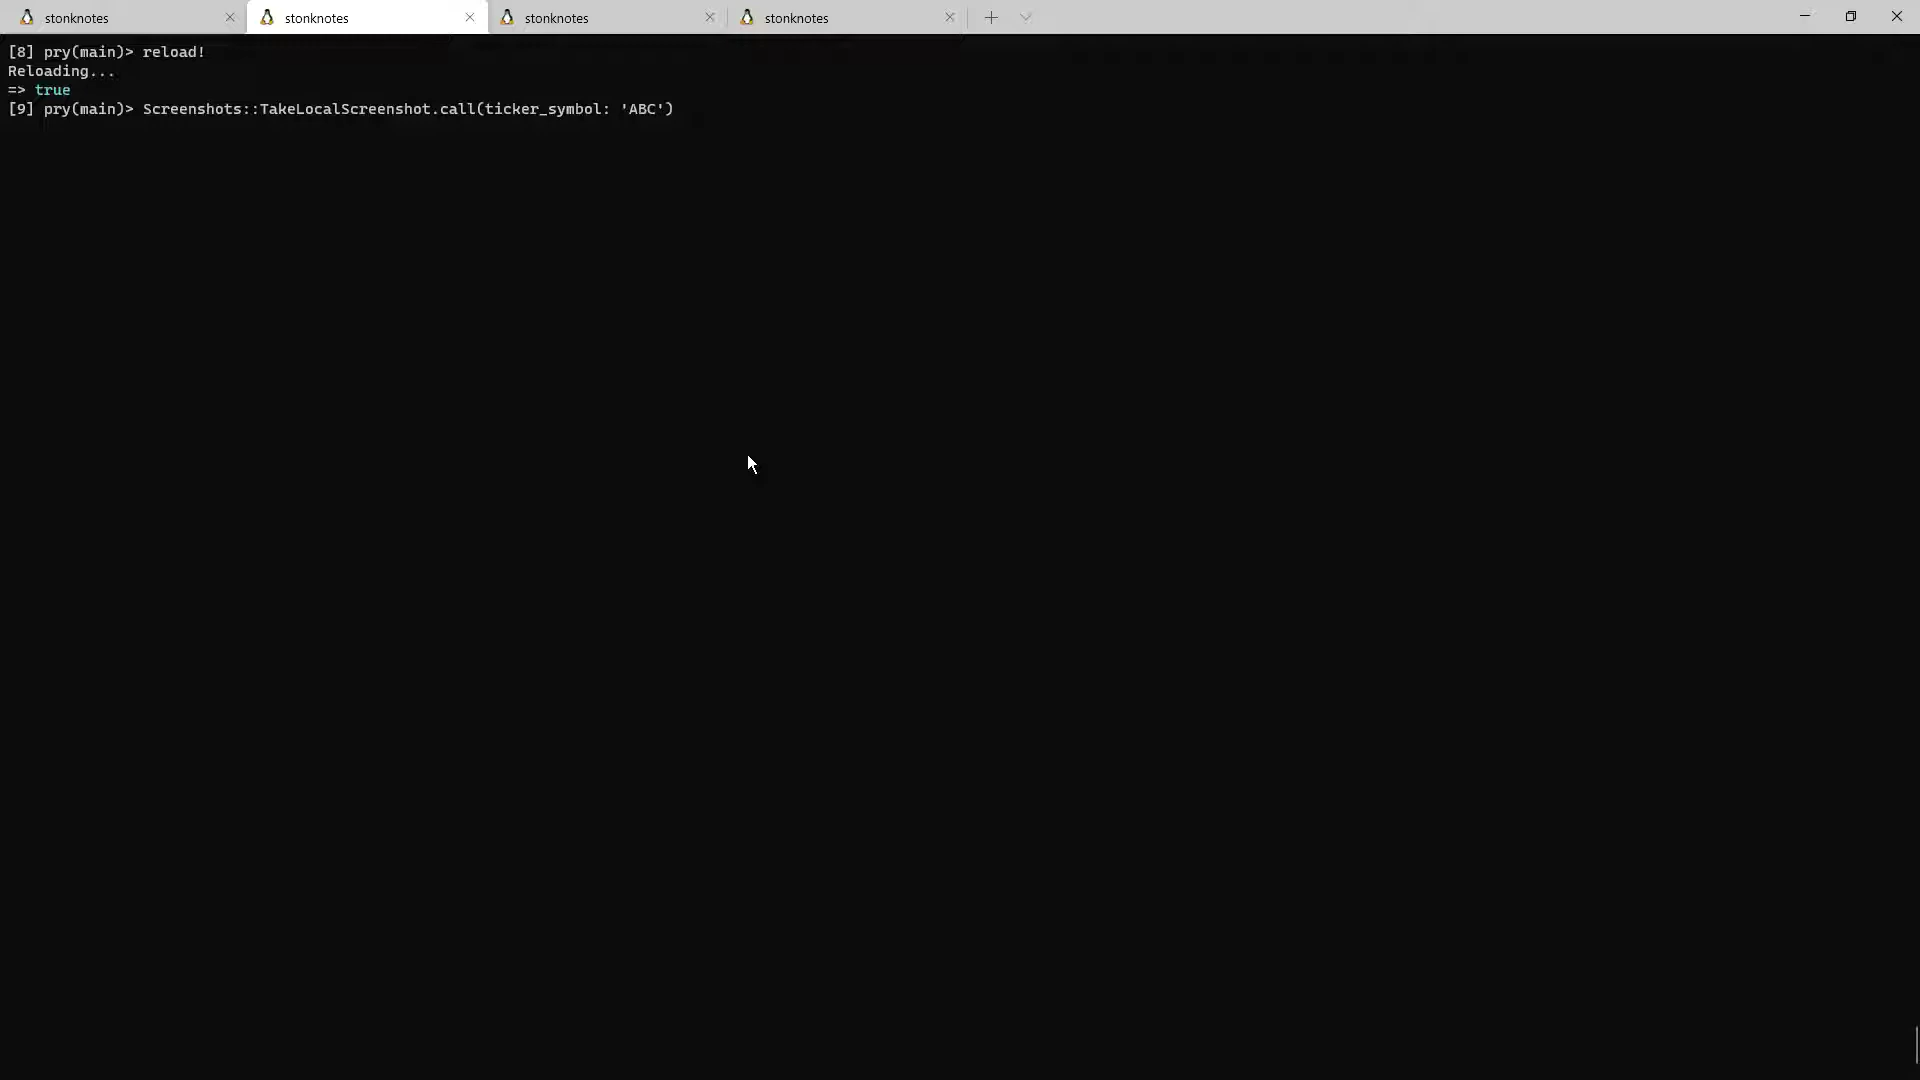 stonknotes
stonknotes
stonknotes
stonknotes
[8] pry(main)> reload!
Reloading...
=> true
[9] pry(main)> Screenshots::TakeLocalScreenshot.call(ticker_symbol: 'ABC')